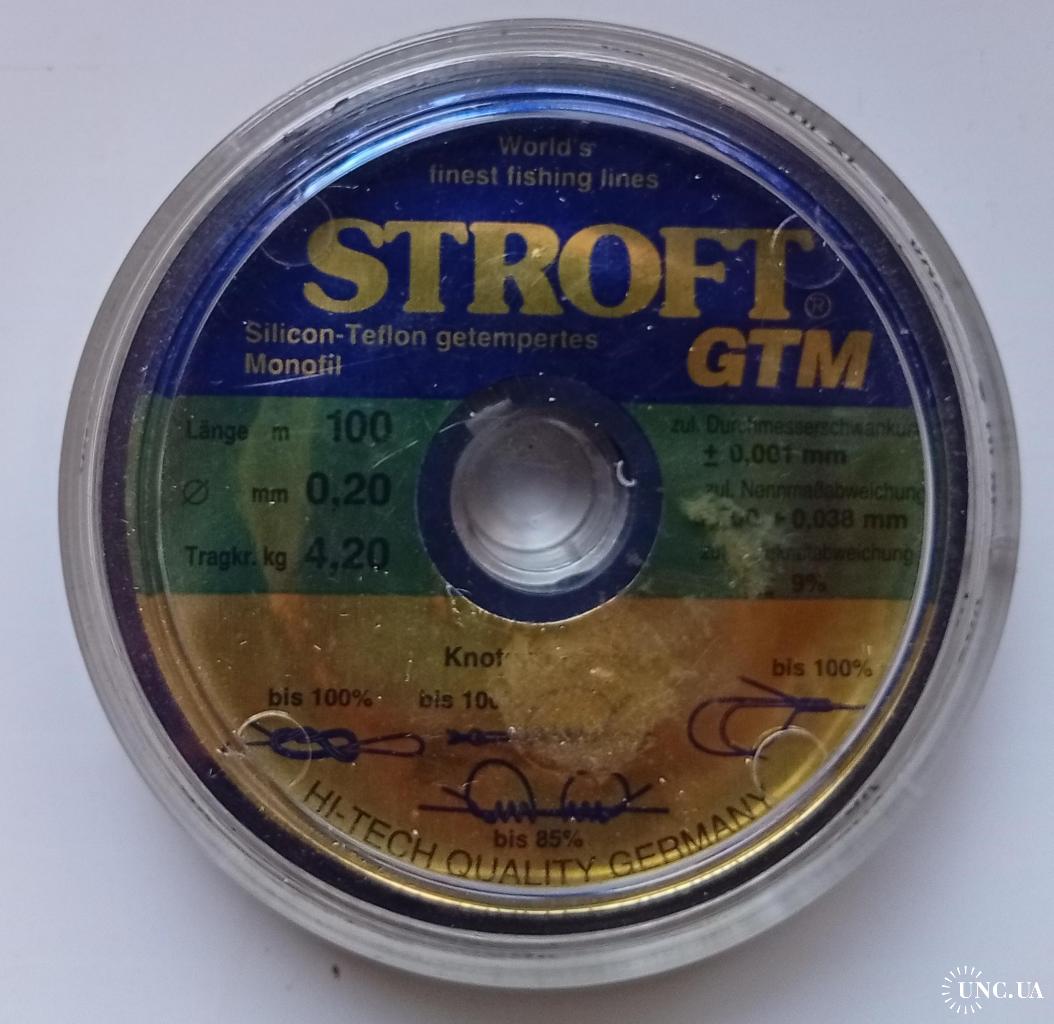 World's
finest fishing lines
STROFT®
GTM
Silicon-Teflon getempertes
Monofil
Länge m 100
Ø mm 0,20
Tragkr. kg 4,20
zul. Durchmesserschwankun
± 0,001 mm
zul. Nennmaßabweichung
+ 0,038 mm
9%
bis 100%
bis 100%
bis
bis 85%
HI-TECH QUALITY GERMANY
UNC.UA